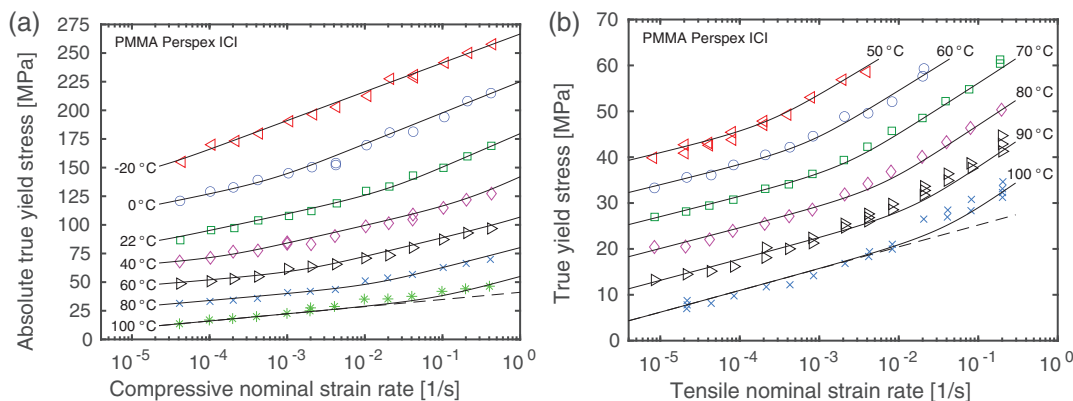 (a)
PMMA Perspex ICI
Absolute true yield stress [MPa]
275
250
225
200
175
150
125
100
75
50
25
0
-20 °C
0 °C
22 °C
40 °C
60 °C
80 °C
100 °C
10-5
10-4
10-3
10-2
10-1
100
Compressive nominal strain rate [1/s]
(b)
PMMA Perspex ICI
True yield stress [MPa]
70
60
50
40
30
20
10
0
50 °C
60 °C
70 °C
80 °C
90 °C
100 °C
10-5
10-4
10-3
10-2
10-1
100
Tensile nominal strain rate [1/s]